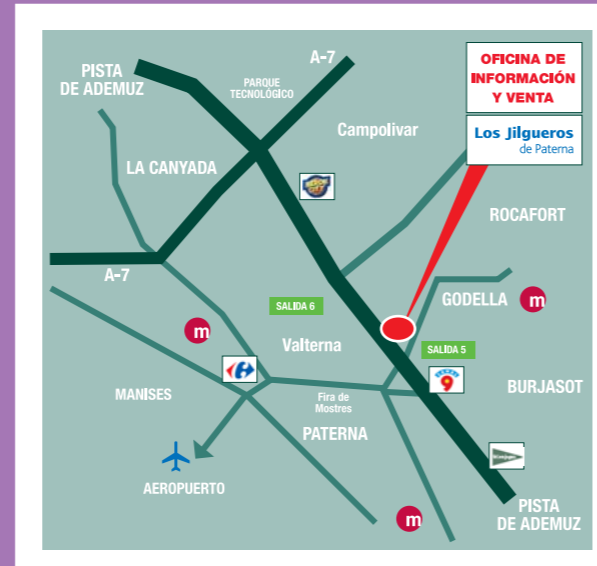 A-7
PISTA
DE ADEMUZ
PARQUE
TECNOLÓGICO
OFICINA DE
INFORMACIÓN
Y VENTA
Los Jilgueros
de Paterna
Campolivar
LA CANYADA
ROCAFORT
A-7
GODELLA
m
SALIDA 6
m
Valterna
SALIDA 5
9
MANISES
Fira de
Mostres
BURJASOT
PATERNA
AEROPUERTO
m
PISTA
DE ADEMUZ